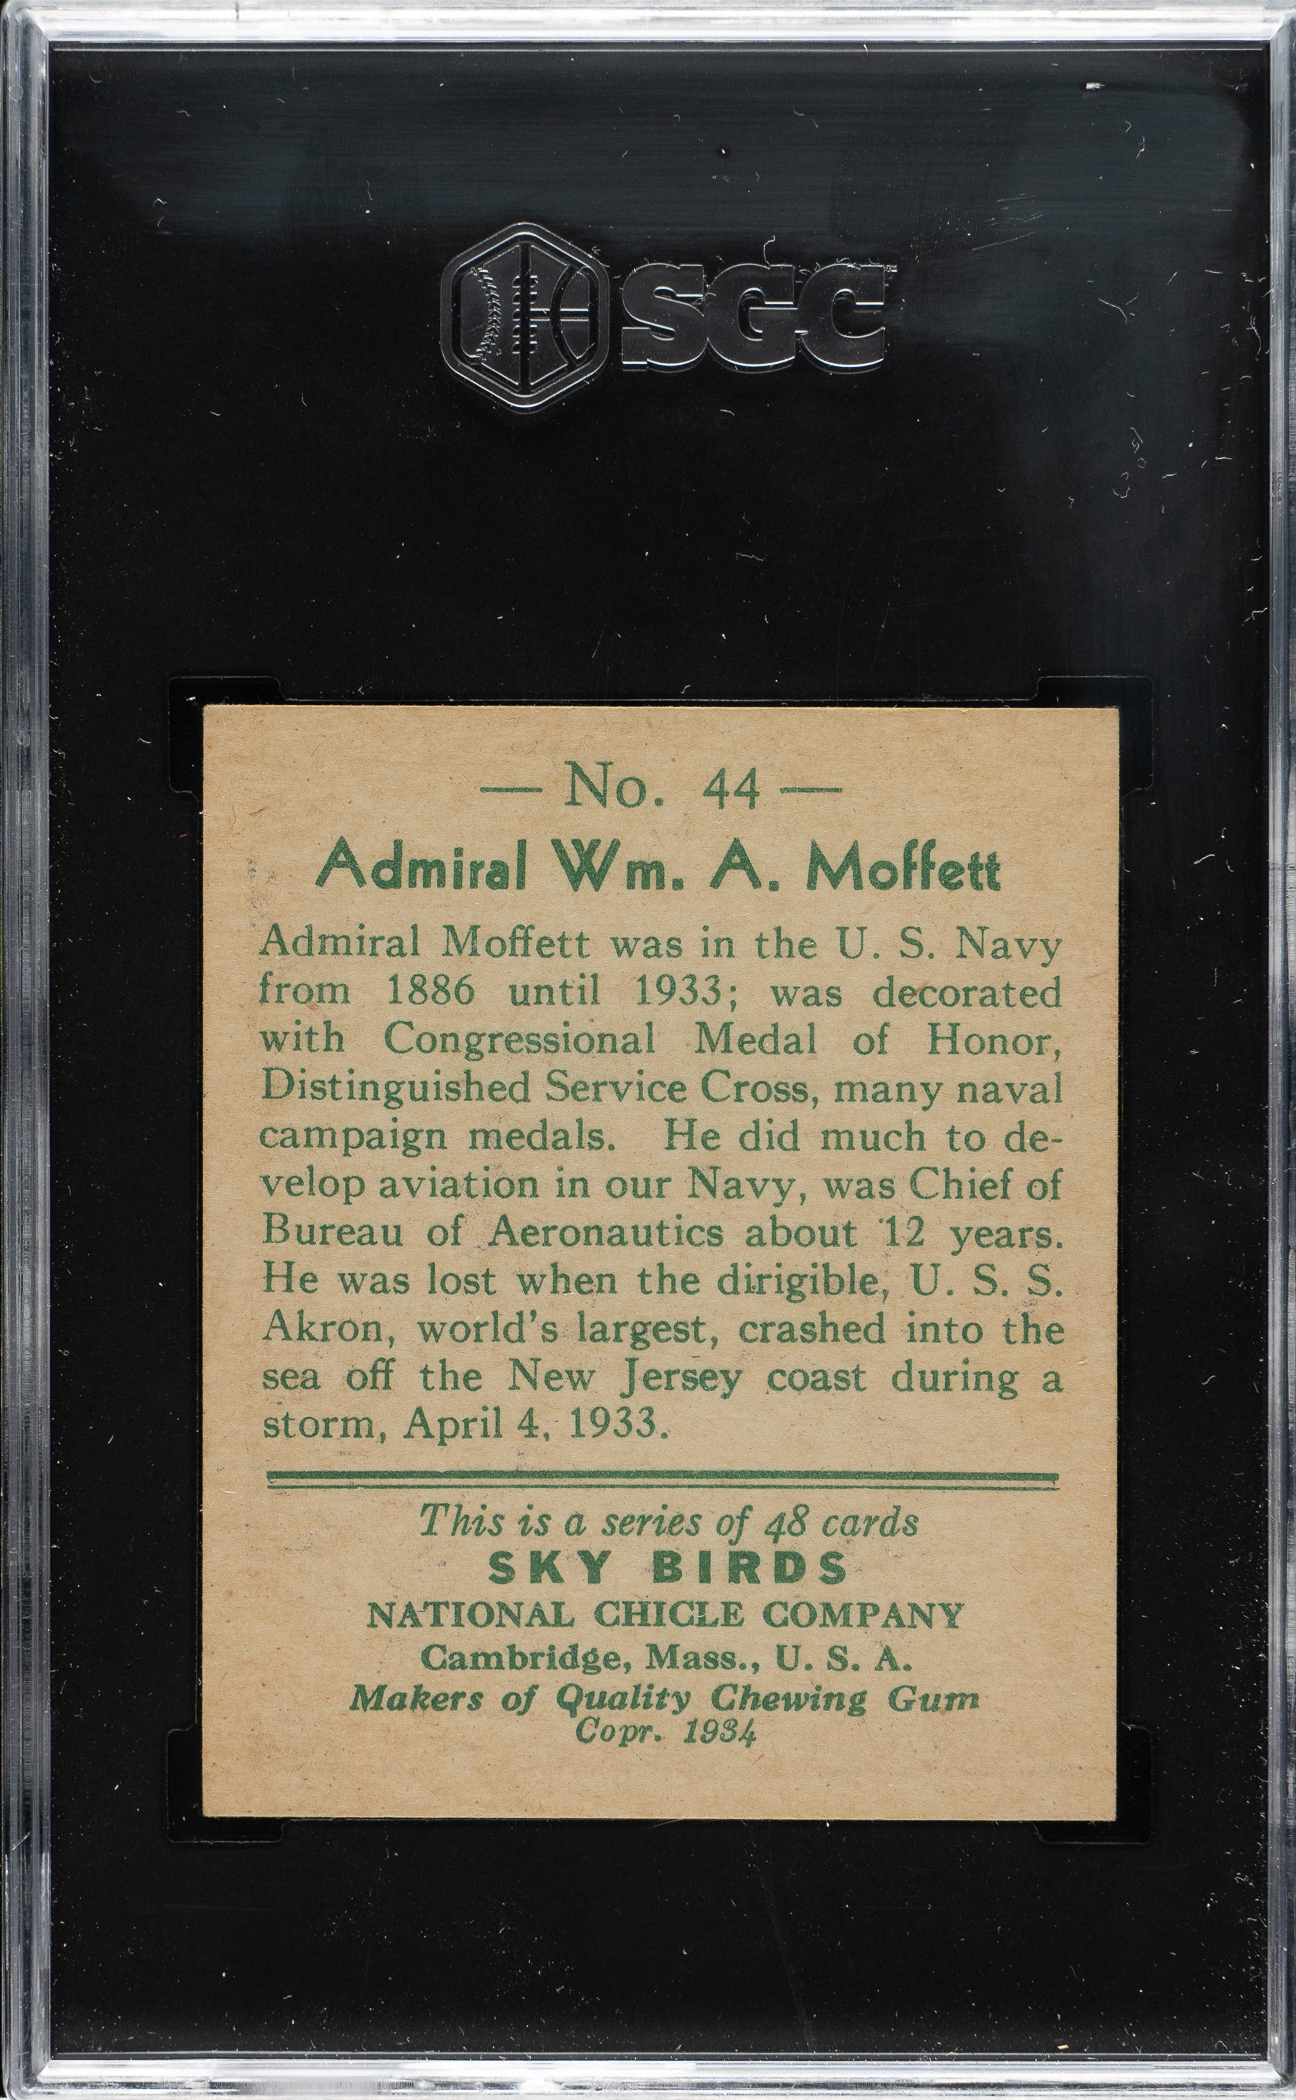 SGC
— No. 44 —
Admiral Wm. A. Moffett
Admiral Moffett was in the U. S. Navy
from 1886 until 1933; was decorated
with Congressional Medal of Honor,
Distinguished Service Cross, many naval
campaign medals. He did much to de-
velop aviation in our Navy, was Chief of
Bureau of Aeronautics about 12 years.
He was lost when the dirigible, U. S. S.
Akron, world's largest, crashed into the
sea off the New Jersey coast during a
storm, April 4, 1933.
This is a series of 48 cards
SKY BIRDS
NATIONAL CHICLE COMPANY
Cambridge, Mass., U. S. A.
Makers of Quality Chewing Gum
Copr. 1934